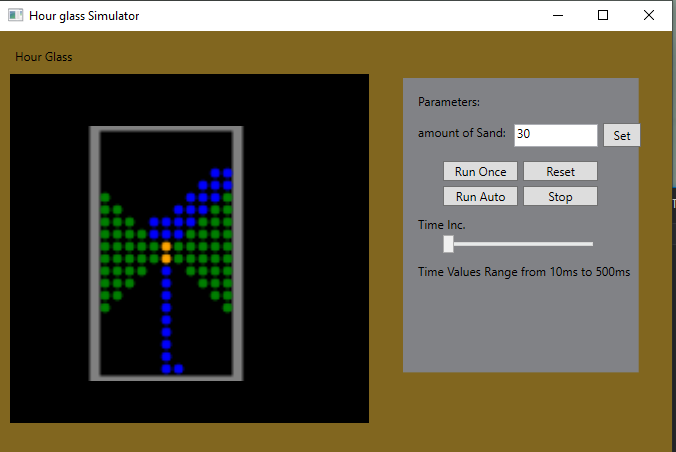 Hour glass Simulator
Hour Glass
Parameters:
amount of Sand: 30 Set
Run Once Reset
Run Auto Stop
Time Inc.
Time Values Range from 10ms to 500ms